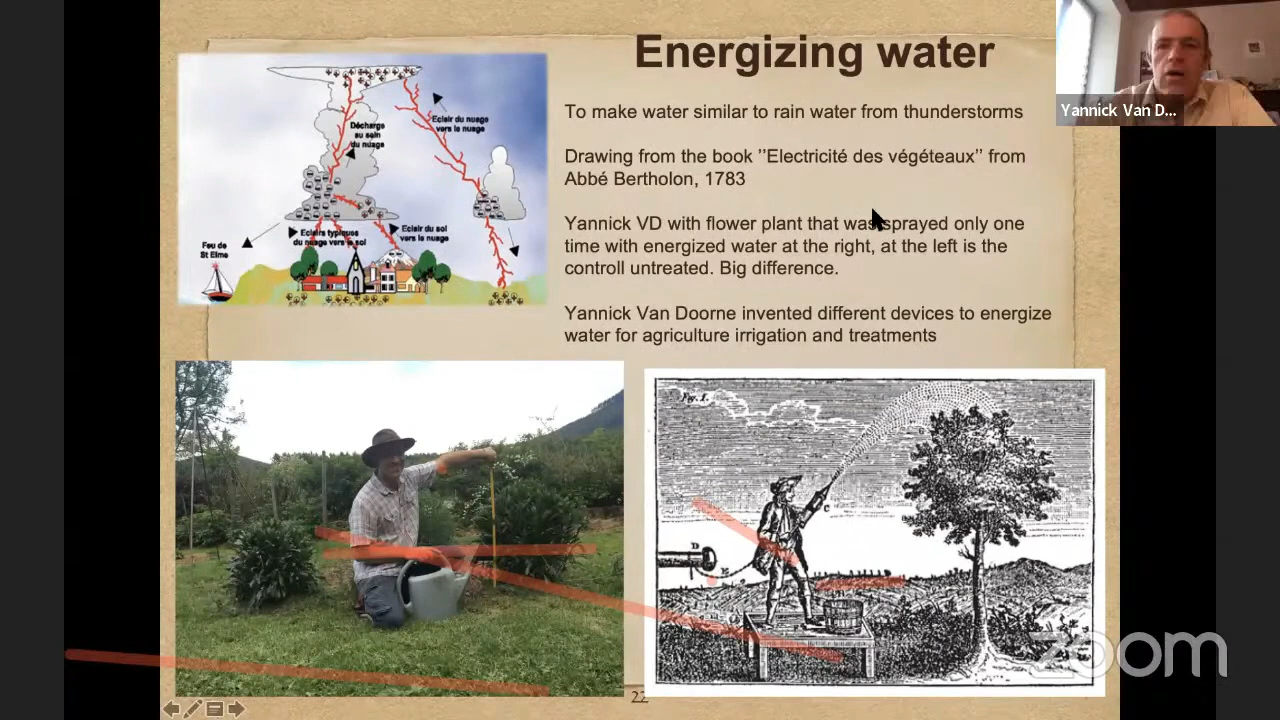 Energizing water
To make water similar to rain water from thunderstorms
Drawing from the book ''Electricité des végéteaux'' from
Abbé Bertholon, 1783
Yannick VD with flower plant that was sprayed only one
time with energized water at the right, at the left is the
controll untreated. Big difference.
Yannick Van Doorne invented different devices to energize
water for agriculture irrigation and treatments
Yannick Van D...
Décharge
au sein
du nuage
Eclair du nuage
vers le nuage
Eclairs typiques
du nuage vers le sol
Eclair du sol
vers le nuage
Feu de
St Elme
Fig. 1.
C
D
E
22
zoom